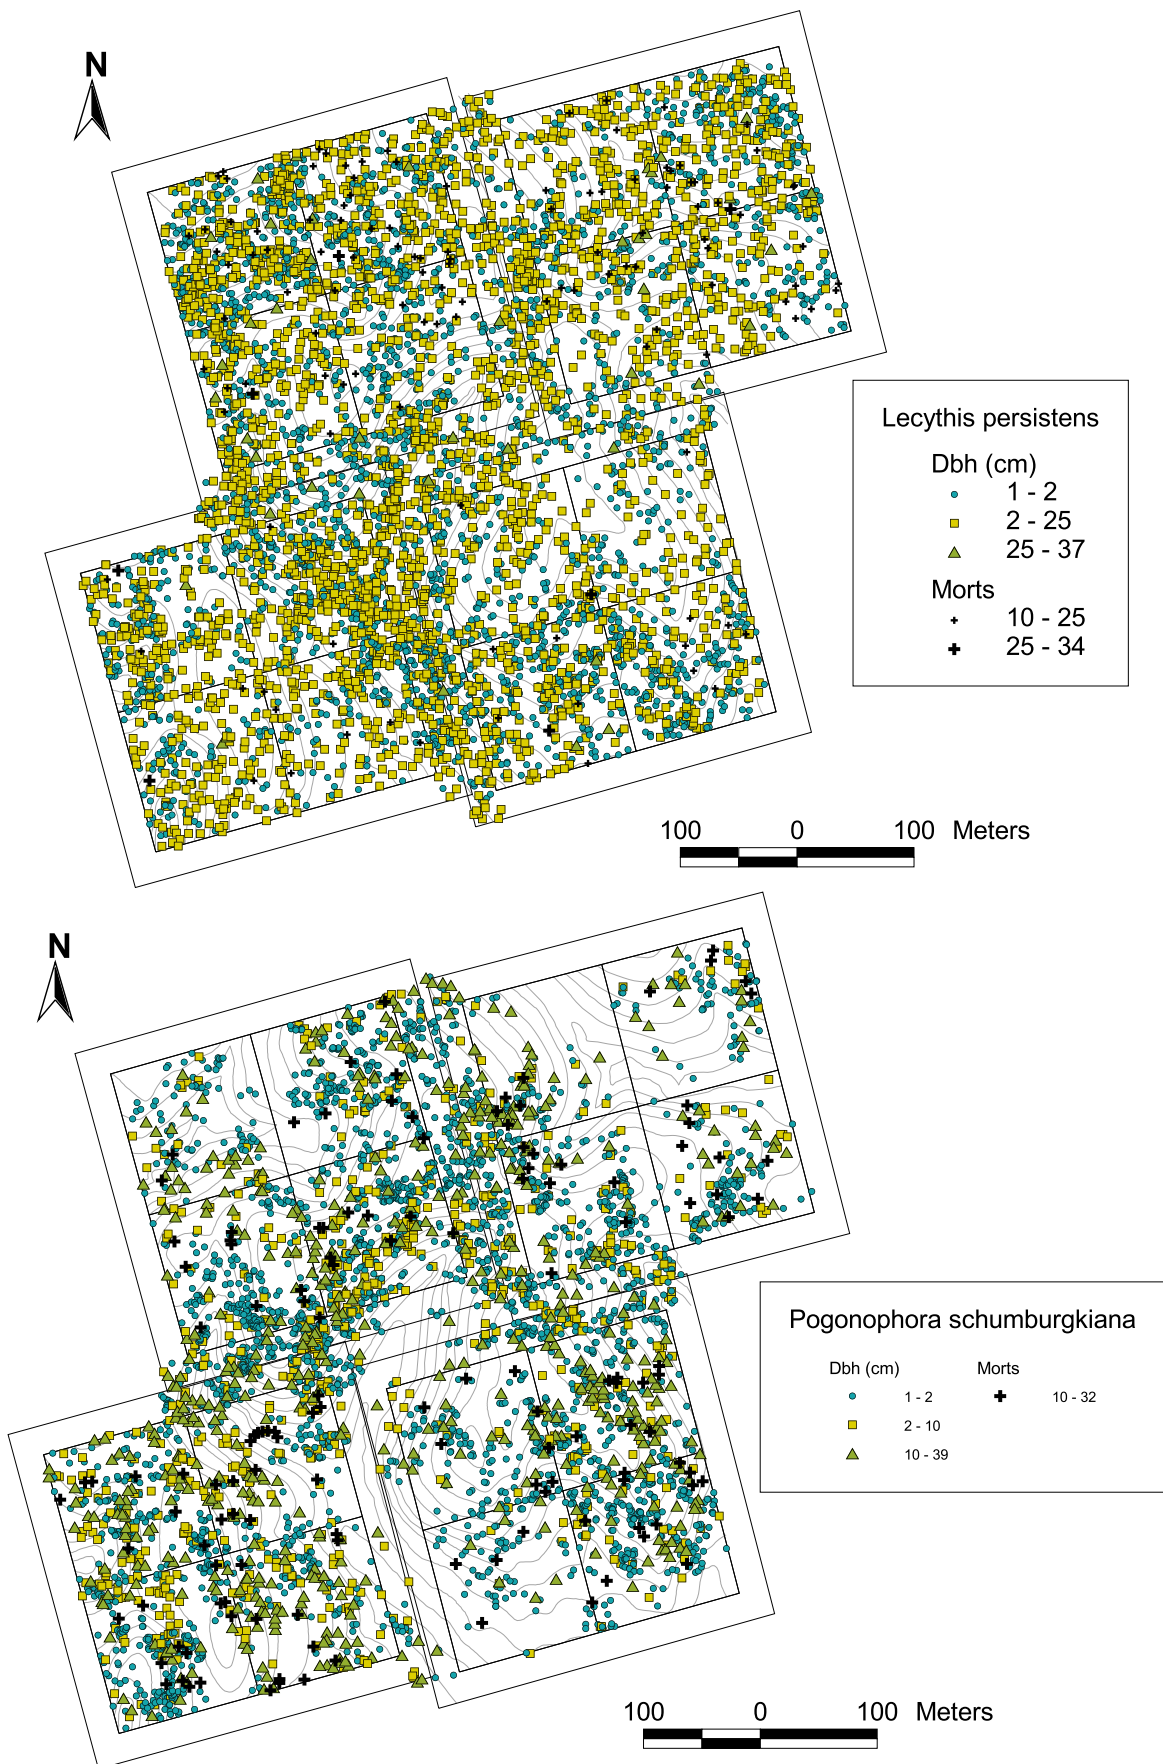 N
Lecythis persistens
Dbh (cm)
1 - 2
2 - 25
25 - 37
Morts
10 - 25
25 - 34
100 0 100 Meters
N
Pogonophora schumburgkiana
Dbh (cm) Morts
1 - 2 10 - 32
2 - 10
10 - 39
100 0 100 Meters